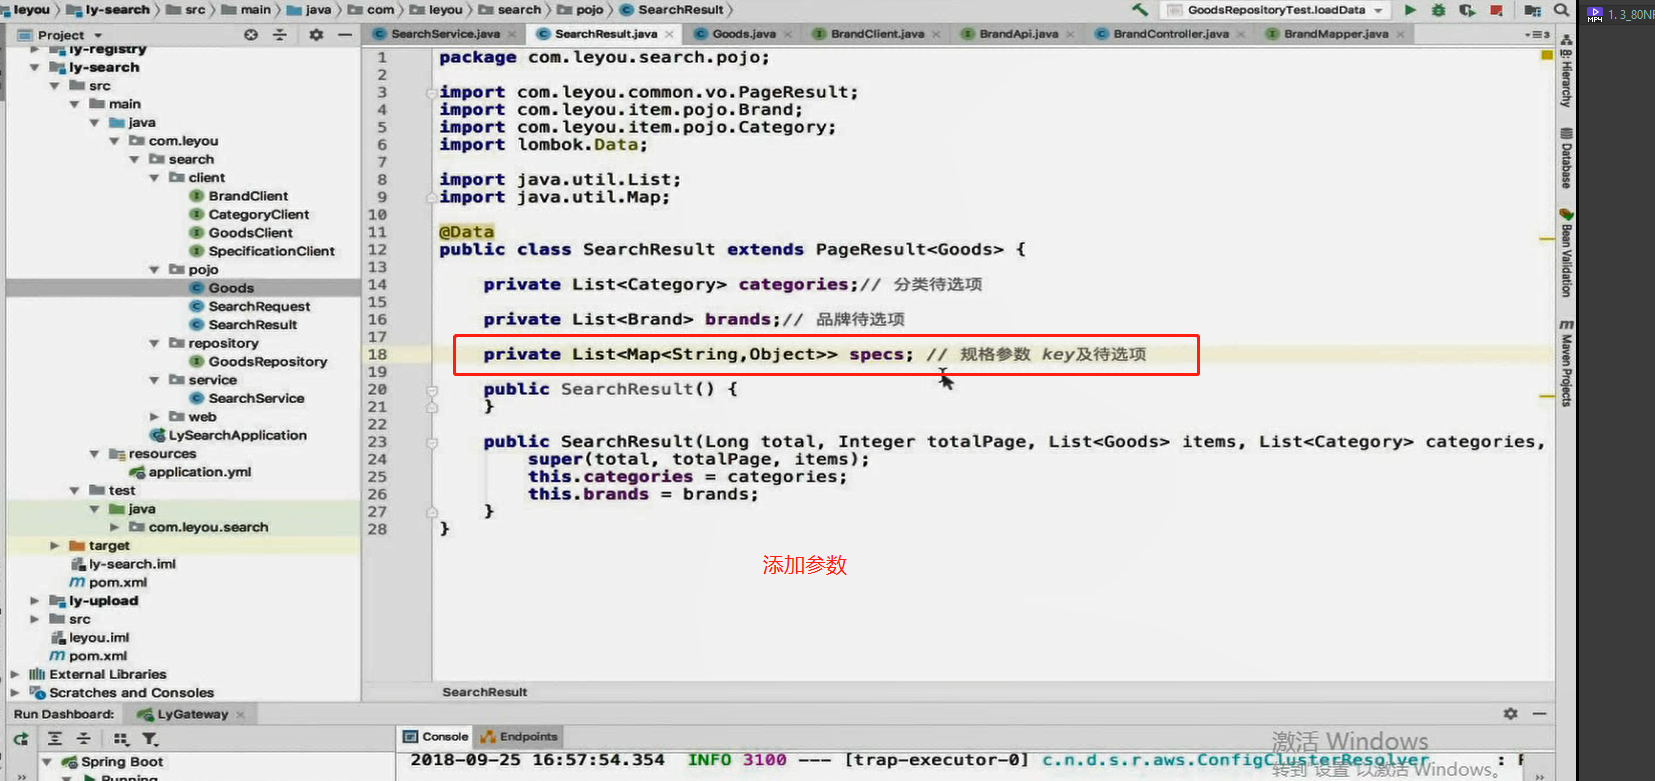 leyou ly-search src main java com leyou search pojo SearchResult GoodsRepositoryTest.loadData
1. 3_80NF
MP4
Project
SearchService.java SearchResult.java Goods.java BrandClient.java BrandApi.java BrandController.java BrandMapper.java
ly-registry
ly-search
src
main
java
com.leyou
search
client
BrandClient
CategoryClient
GoodsClient
SpecificationClient
pojo
Goods
SearchRequest
SearchResult
repository
GoodsRepository
service
SearchService
web
LySearchApplication
resources
application.yml
test
java
com.leyou.search
target
ly-search.iml
pom.xml
ly-upload
src
leyou.iml
pom.xml
External Libraries
Scratches and Consoles
1 package com.leyou.search.pojo;
2
3 import com.leyou.common.vo.PageResult;
4 import com.leyou.item.pojo.Brand;
5 import com.leyou.item.pojo.Category;
6 import lombok.Data;
7
8 import java.util.List;
9 import java.util.Map;
10
11 @Data
12 public class SearchResult extends PageResult<Goods> {
13
14 private List<Category> categories;// 分类待选项
15
16 private List<Brand> brands;// 品牌待选项
17
18 private List<Map<String,Object>> specs; // 规格参数 key及待选项
19
20 public SearchResult() {
21 }
22
23 public SearchResult(Long total, Integer totalPage, List<Goods> items, List<Category> categories,
24 super(total, totalPage, items);
25 this.categories = categories;
26 this.brands = brands;
27 }
28 }
添加参数
SearchResult
Hierarchy
Database
Bean Validation
Maven Projects
Run Dashboard: LyGateway
Console Endpoints
Spring Boot
Running
2018-09-25 16:57:54.354 INFO 3100 --- [trap-executor-0] c.n.d.s.r.aws.ConfigClusterResolver :
激活 Windows
转到"设置"以激活 Windows。